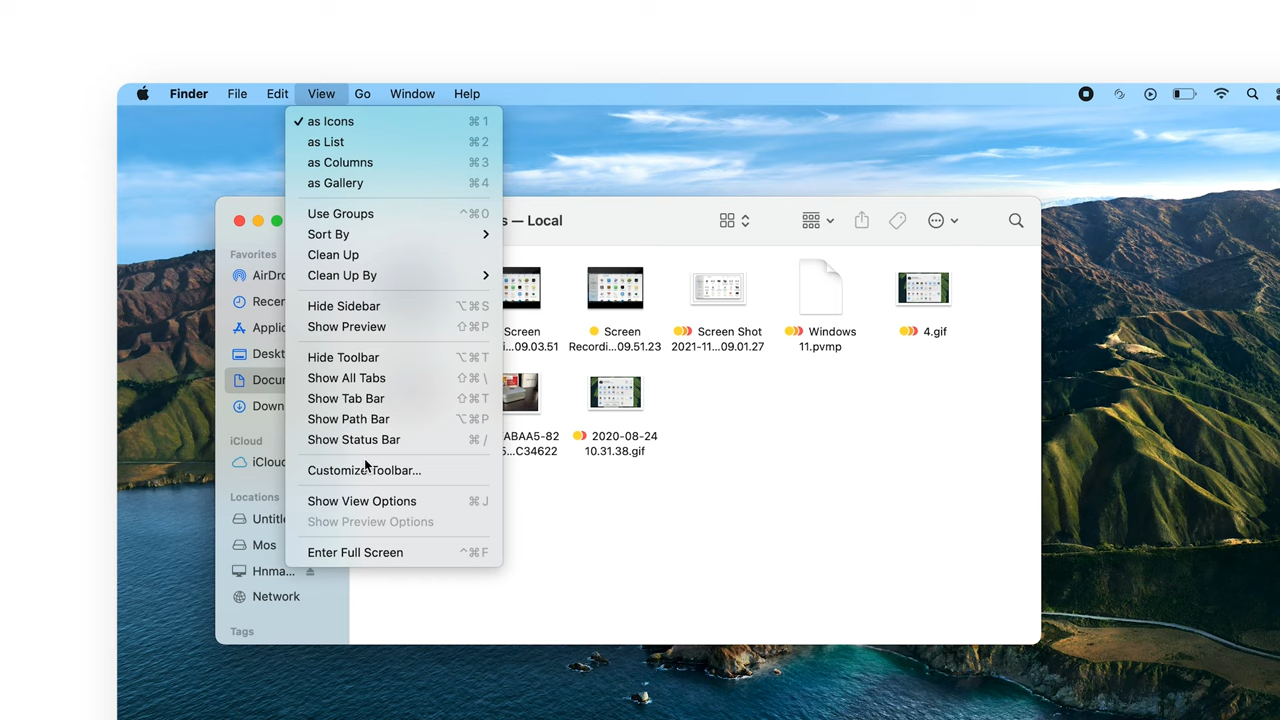 Finder File Edit View Go Window Help
✓ as Icons ⌘1
as List ⌘2
as Columns ⌘3
as Gallery ⌘4
Use Groups ^⌘0
Sort By
Clean Up
Clean Up By
Hide Sidebar ⌥⌘S
Show Preview ⇧⌘P
Hide Toolbar ⌥⌘T
Show All Tabs ⇧⌘\
Show Tab Bar ⇧⌘T
Show Path Bar ⌥⌘P
Show Status Bar ⌘/
Customize Toolbar...
Show View Options ⌘J
Show Preview Options
Enter Full Screen ^⌘F
s — Local
Favorites
AirDro
Recen
Applic
Deskt
Docu
Down
iCloud
iCloud
Locations
Untitle
Mos
Hnma...
Network
Tags
Screen
i...09.03.51
Screen
Recordi...09.51.23
Screen Shot
2021-11...09.01.27
Windows
11.pvmp
4.gif
ABAA5-82
5...C34622
2020-08-24
10.31.38.gif